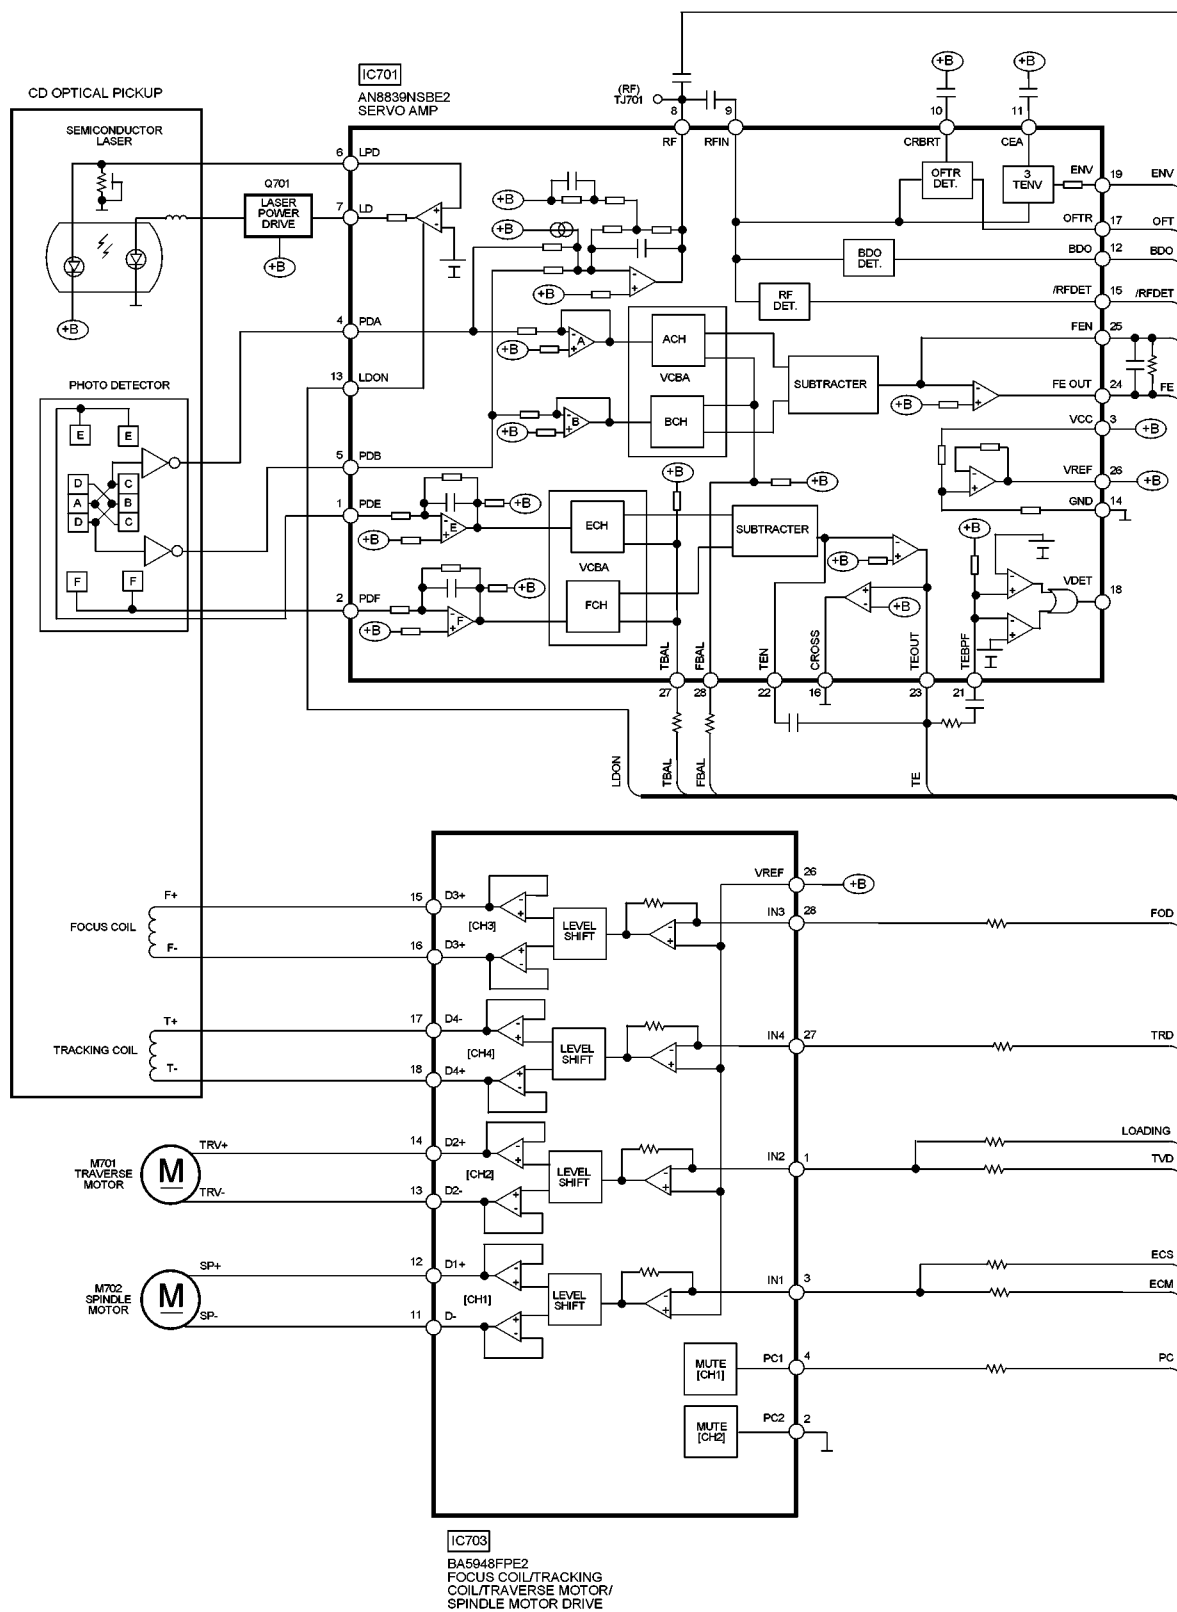 CD OPTICAL PICKUP
SEMICONDUCTOR
LASER
Q701
LASER
POWER
DRIVE
+B
+B
PHOTO DETECTOR
E
E
D
C
A
B
D
C
F
F
IC701
AN8839NSBE2
SERVO AMP
(RF)
TJ701
8
RF
9
RFIN
+B
10
CRBRT
+B
11
CEA
6
LPD
7
LD
4
PDA
13
LDON
5
PDB
1
PDE
2
PDF
+
-
+B
+B
+B
-
+
OFTR
DET.
3
TENV
ENV
19
ENV
OFTR
17
OFT
BDO
DET.
BDO
12
BDO
RF
DET.
/RFDET
15
/RFDET
+B
-
A
+
ACH
VCBA
BCH
+B
-
B
+
SUBTRACTER
+B
-
+
FEN
25
FE OUT
24
FE
VCC
3
+B
-
+
VREF
26
+B
GND
14
+B
+B
+B
-
E
+
+B
ECH
VCBA
FCH
SUBTRACTER
+B
-
+
-
+
+B
+B
-
F
+
+B
+B
-
+
-
+
VDET
18
TBAL
27
FBAL
28
TEN
22
CROSS
16
TEOUT
23
TEBPF
21
LDON
TBAL
FBAL
TE
VREF
26
+B
F+
FOCUS COIL
F-
15
D3+
16
D3+
[CH3]
-
+
+
-
LEVEL
SHIFT
-
+
IN3
28
FOD
T+
TRACKING COIL
T-
17
D4-
18
D4+
[CH4]
-
+
+
-
LEVEL
SHIFT
-
+
IN4
27
TRD
M701
TRAVERSE
MOTOR
M
TRV+
TRV-
14
D2+
13
D2-
[CH2]
-
+
+
-
LEVEL
SHIFT
-
+
IN2
1
LOADING
TVD
M702
SPINDLE
MOTOR
M
SP+
SP-
12
D1+
11
D-
[CH1]
-
+
+
-
LEVEL
SHIFT
-
+
IN1
3
ECS
ECM
MUTE
[CH1]
PC1
4
PC
MUTE
[CH2]
PC2
2
IC703
BA5948FPE2
FOCUS COIL/TRACKING
COIL/TRAVERSE MOTOR/
SPINDLE MOTOR DRIVE